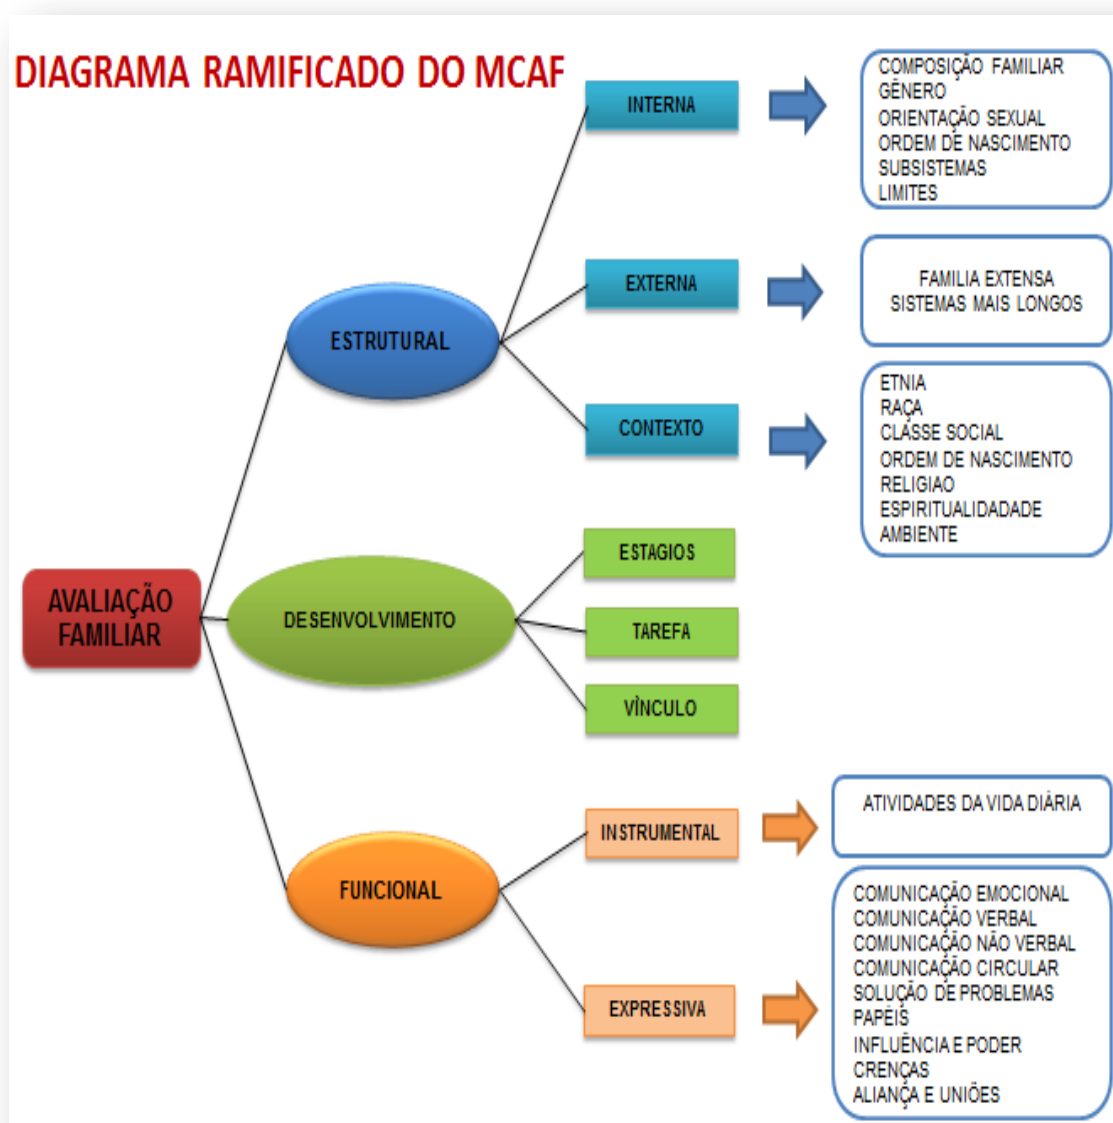 DIAGRAMA RAMIFICADO DO MCAF
AVALIAÇÃO
FAMILIAR
ESTRUTURAL
INTERNA
COMPOSIÇÃO FAMILIAR
GÊNERO
ORIENTAÇÃO SEXUAL
ORDEM DE NASCIMENTO
SUBSISTEMAS
LIMITES
EXTERNA
FAMILIA EXTENSA
SISTEMAS MAIS LONGOS
CONTEXTO
ETNIA
RAÇA
CLASSE SOCIAL
ORDEM DE NASCIMENTO
RELIGIAO
ESPIRITUALIDADADE
AMBIENTE
DESENVOLVIMENTO
ESTAGIOS
TAREFA
VÍNCULO
FUNCIONAL
INSTRUMENTAL
ATIVIDADES DA VIDA DIÁRIA
EXPRESSIVA
COMUNICAÇÃO EMOCIONAL
COMUNICAÇÃO VERBAL
COMUNICAÇÃO NÃO VERBAL
COMUNICAÇÃO CIRCULAR
SOLUÇÃO DE PROBLEMAS
PAPÉIS
INFLUÊNCIA E PODER
CRENÇAS
ALIANÇA E UNIÕES